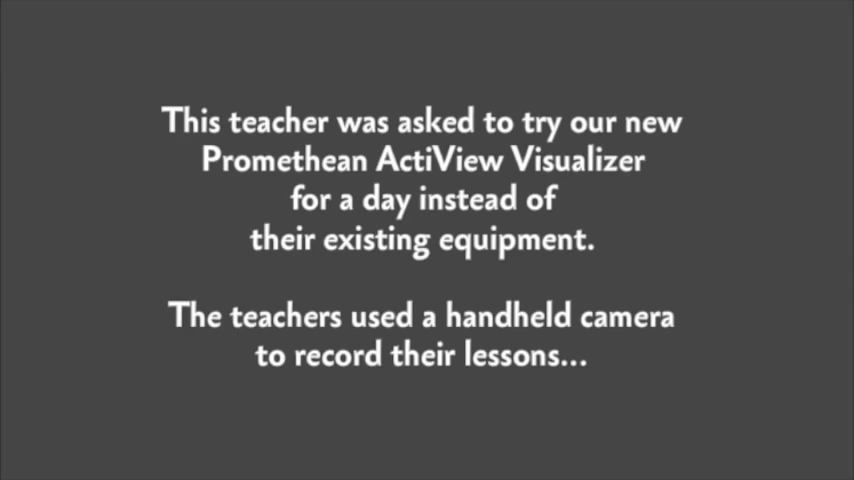 This teacher was asked to try our new
Promethean ActiView Visualizer
for a day instead of
their existing equipment.
The teachers used a handheld camera
to record their lessons...